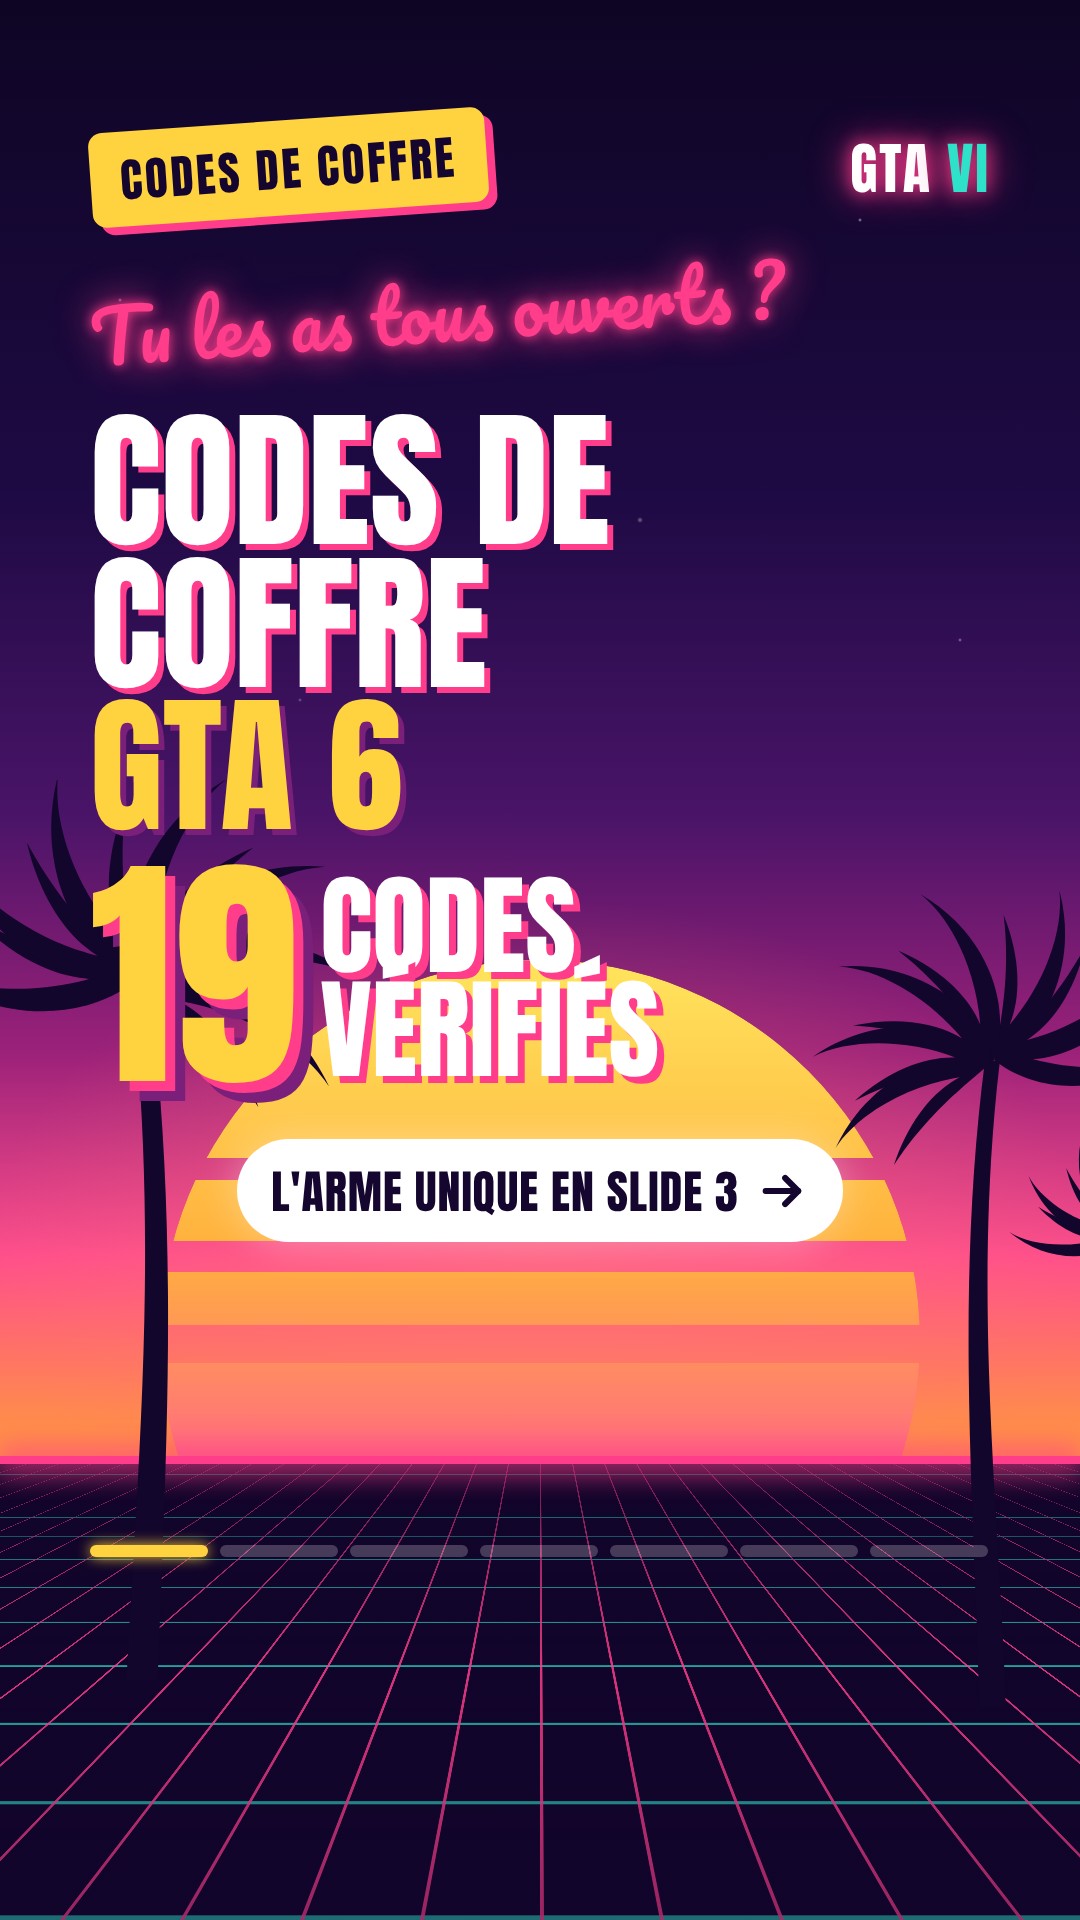 CODES DE COFFRE
GTA VI
Tu les as tous ouverts ?
CODES DE
COFFRE
GTA 6
19 CODES
VÉRIFIÉS
L'ARME UNIQUE EN SLIDE 3 →